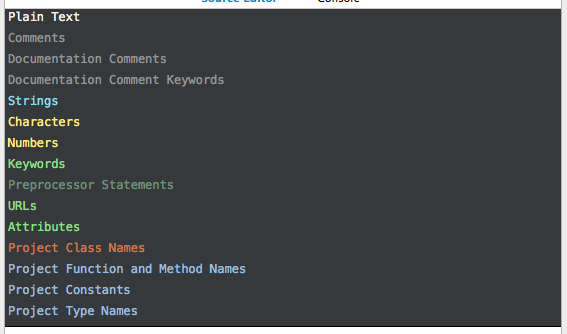 Source Editor Console
Plain Text
Comments
Documentation Comments
Documentation Comment Keywords
Strings
Characters
Numbers
Keywords
Preprocessor Statements
URLs
Attributes
Project Class Names
Project Function and Method Names
Project Constants
Project Type Names